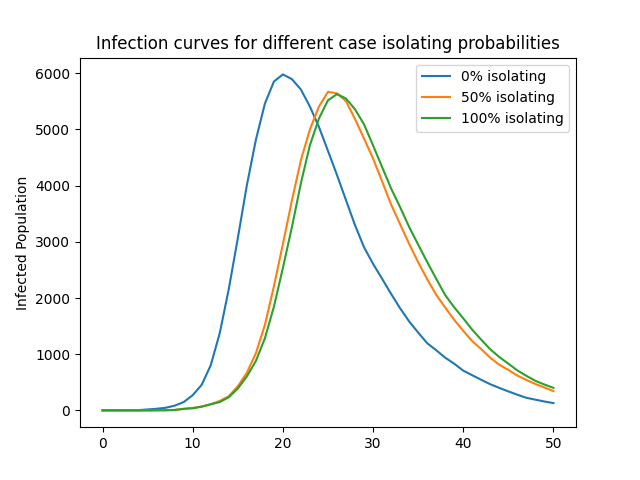 Infection curves for different case isolating probabilities
0% isolating
50% isolating
100% isolating
Infected Population
6000
5000
4000
3000
2000
1000
0
0 10 20 30 40 50